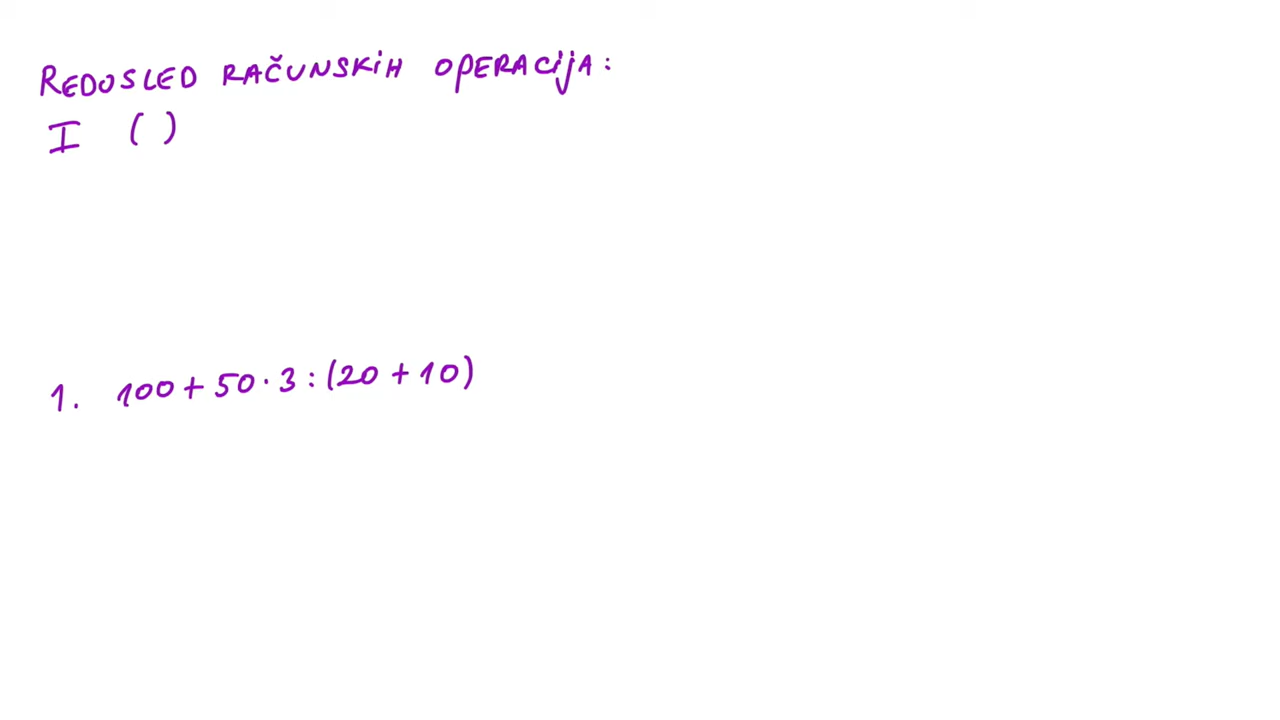 REDOSLED RAČUNSKIH OPERACIJA:
I ( )
1. 100 + 50 · 3 : (20 + 10)